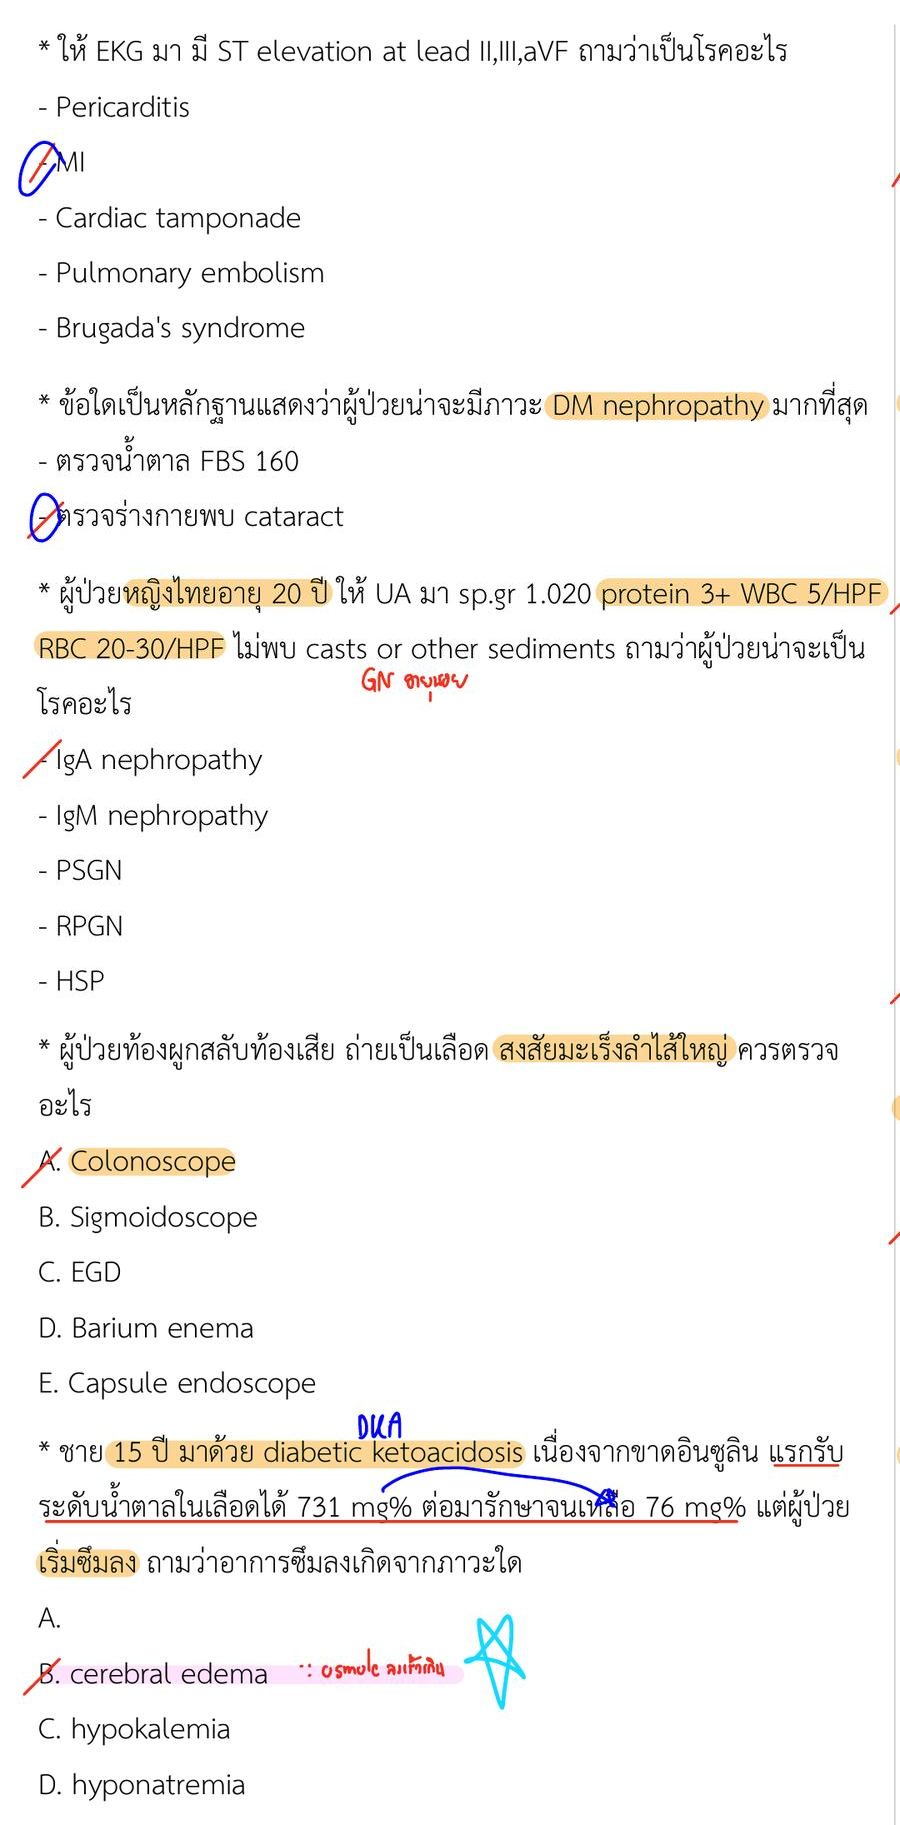 * ให้ EKG มา มี ST elevation at lead II,III,aVF ถามว่าเป็นโรคอะไร
- Pericarditis
- MI
- Cardiac tamponade
- Pulmonary embolism
- Brugada's syndrome
* ข้อใดเป็นหลักฐานแสดงว่าผู้ป่วยน่าจะมีภาวะ DM nephropathy มากที่สุด
- ตรวจน้ำตาล FBS 160
- ตรวจร่างกายพบ cataract
* ผู้ป่วยหญิงไทยอายุ 20 ปี ให้ UA มา sp.gr 1.020 protein 3+ WBC 5/HPF
RBC 20-30/HPF ไม่พบ casts or other sediments ถามว่าผู้ป่วยน่าจะเป็น
GN อายุน้อย
โรคอะไร
- IgA nephropathy
- IgM nephropathy
- PSGN
- RPGN
- HSP
* ผู้ป่วยท้องผูกสลับท้องเสีย ถ่ายเป็นเลือด สงสัยมะเร็งลำไส้ใหญ่ ควรตรวจ
อะไร
A. Colonoscope
B. Sigmoidoscope
C. EGD
D. Barium enema
E. Capsule endoscope
DKA
* ชาย 15 ปี มาด้วย diabetic ketoacidosis เนื่องจากขาดอินซูลิน แรกรับ
ระดับน้ำตาลในเลือดได้ 731 mg% ต่อมารักษาจนเหลือ 76 mg% แต่ผู้ป่วย
เริ่มซึมลง ถามว่าอาการซึมลงเกิดจากภาวะใด
A.
B. cerebral edema ∵ osmole ลงเร็วเกิน
C. hypokalemia
D. hyponatremia